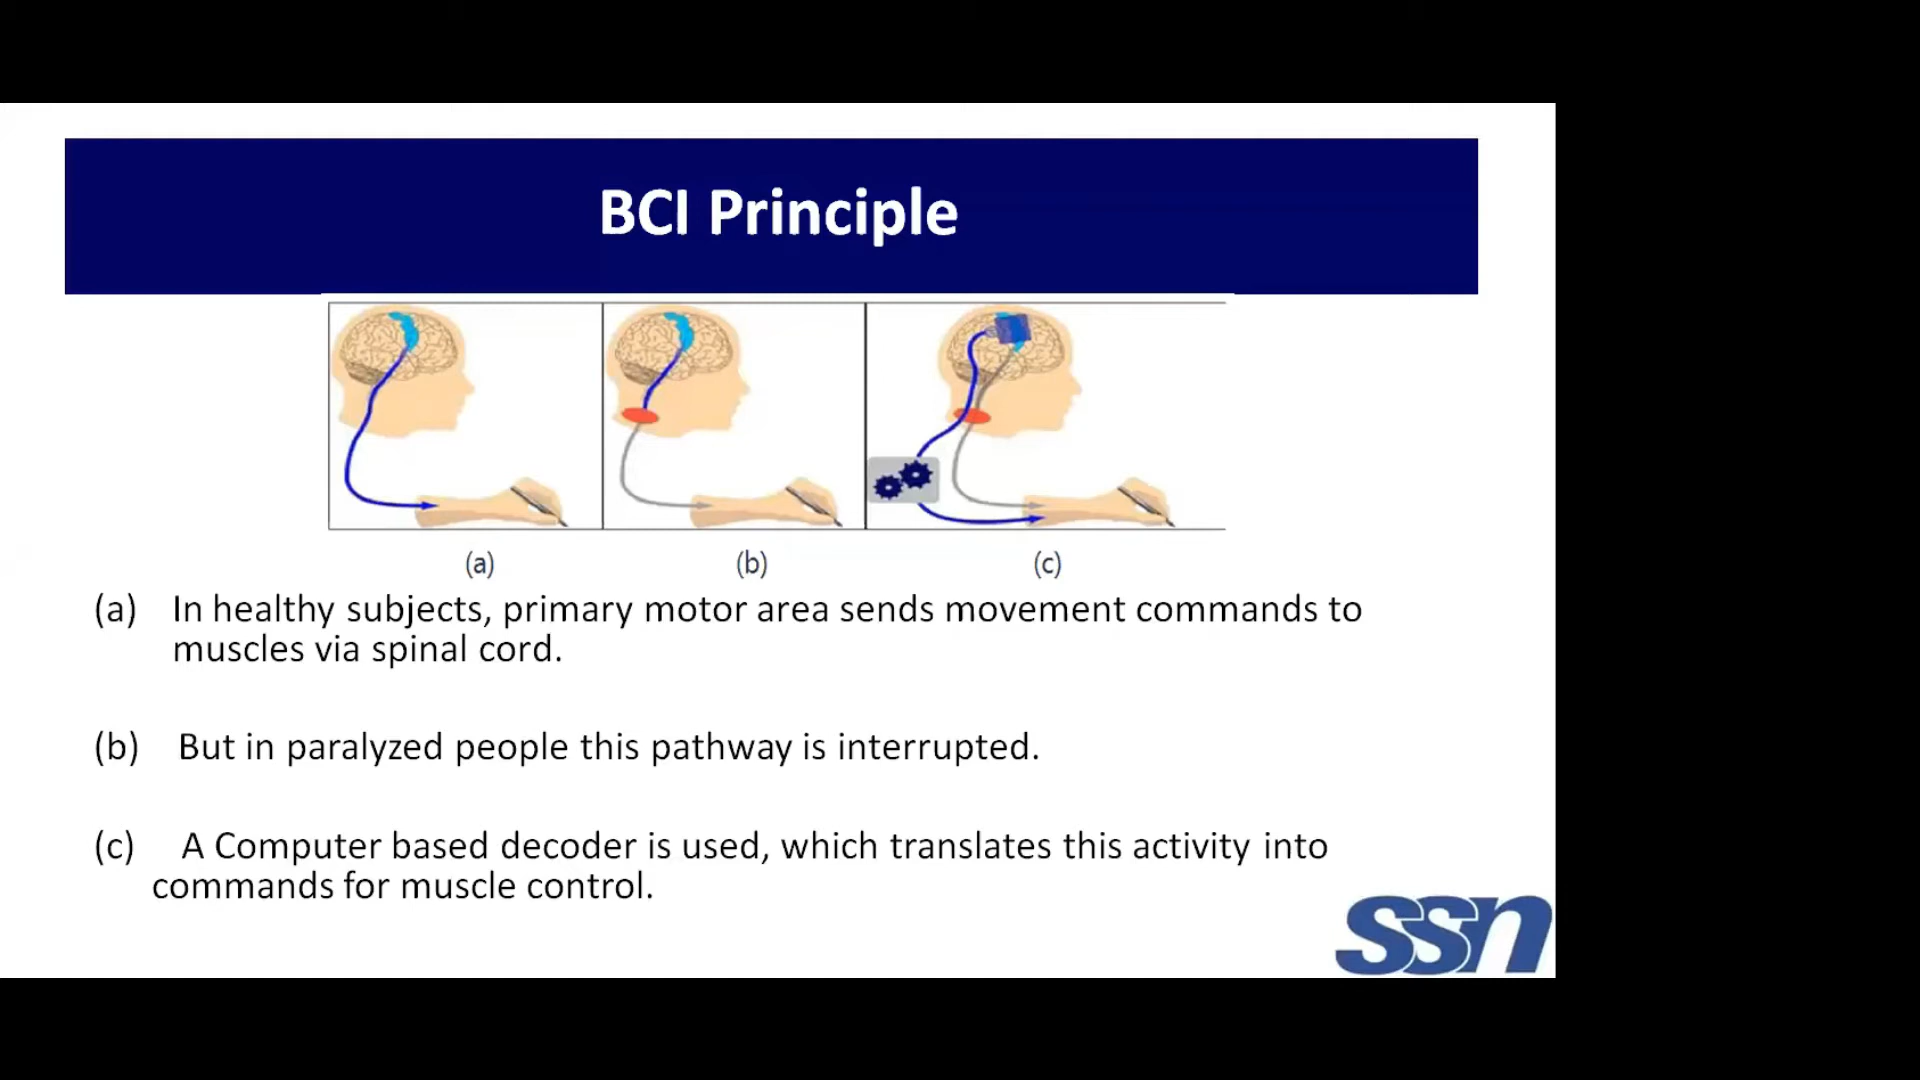 BCI Principle
(a) (b) (c)
(a) In healthy subjects, primary motor area sends movement commands to
muscles via spinal cord.
(b) But in paralyzed people this pathway is interrupted.
(c) A Computer based decoder is used, which translates this activity into
commands for muscle control.
ssn